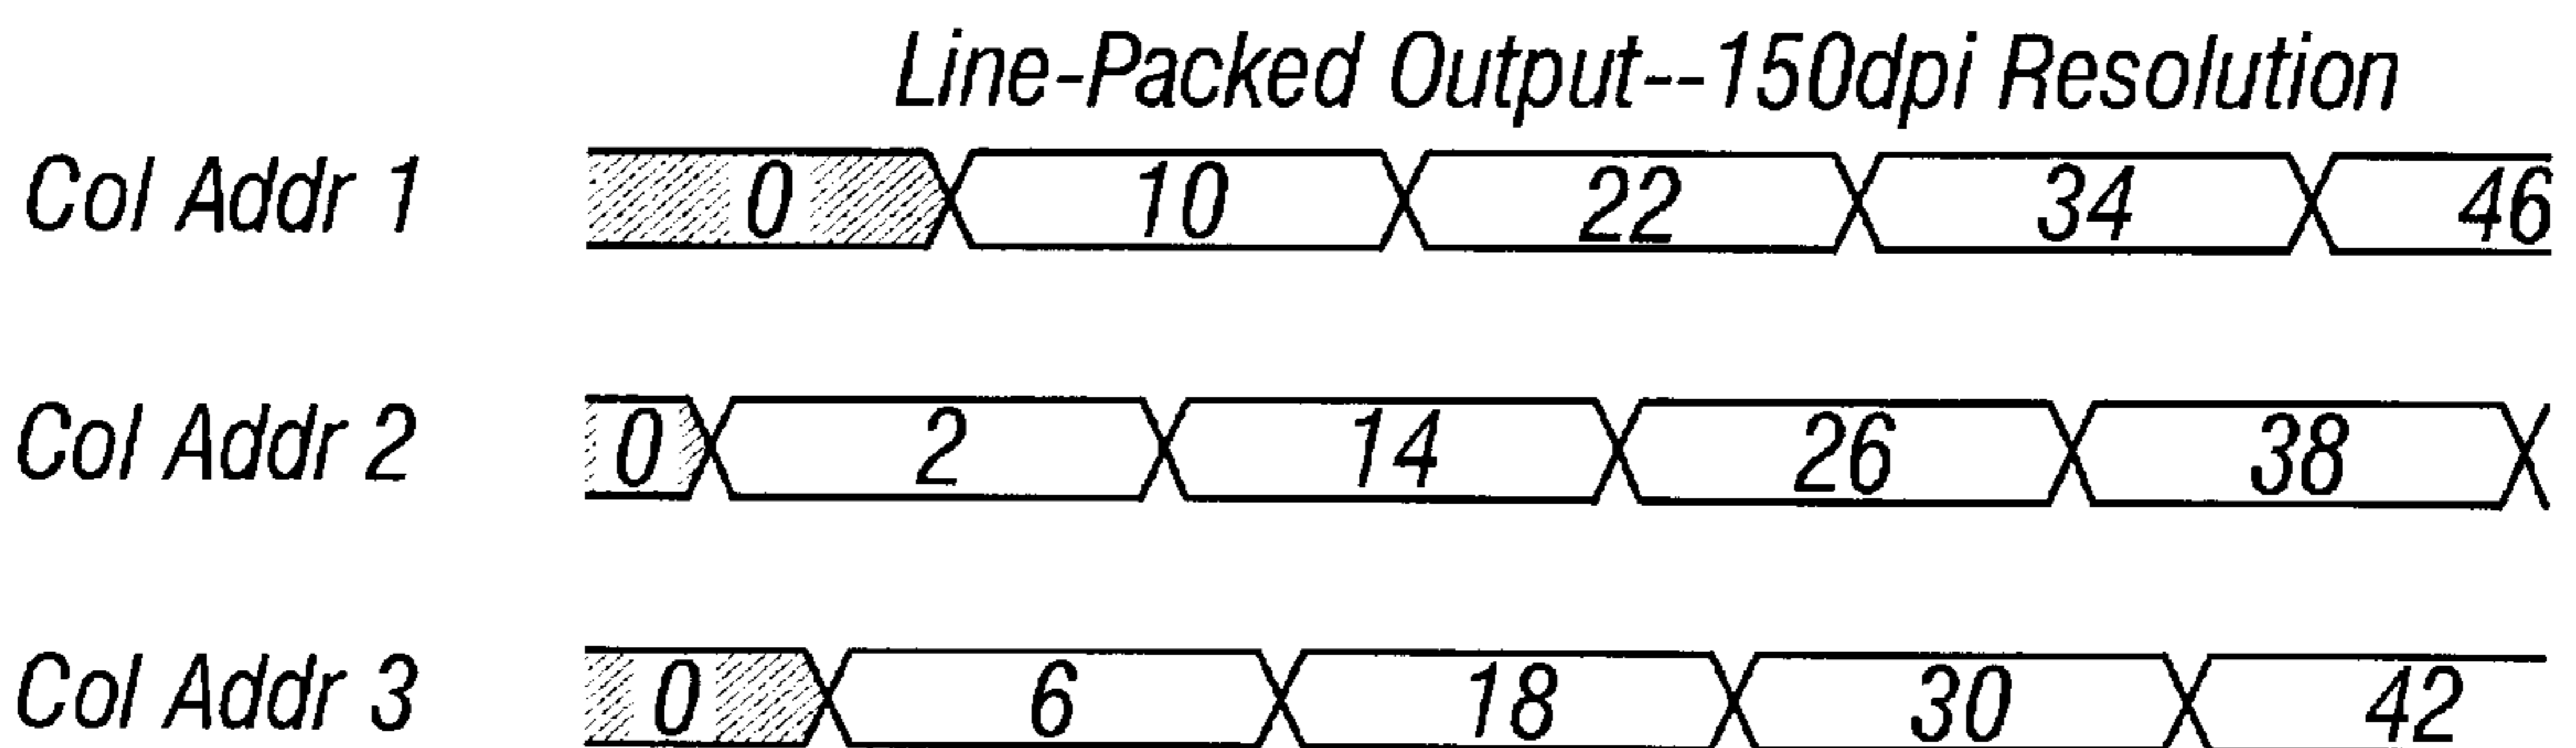 Line-Packed Output--150dpi Resolution
Col Addr 1 0 10 22 34 46
Col Addr 2 0 2 14 26 38
Col Addr 3 0 6 18 30 42